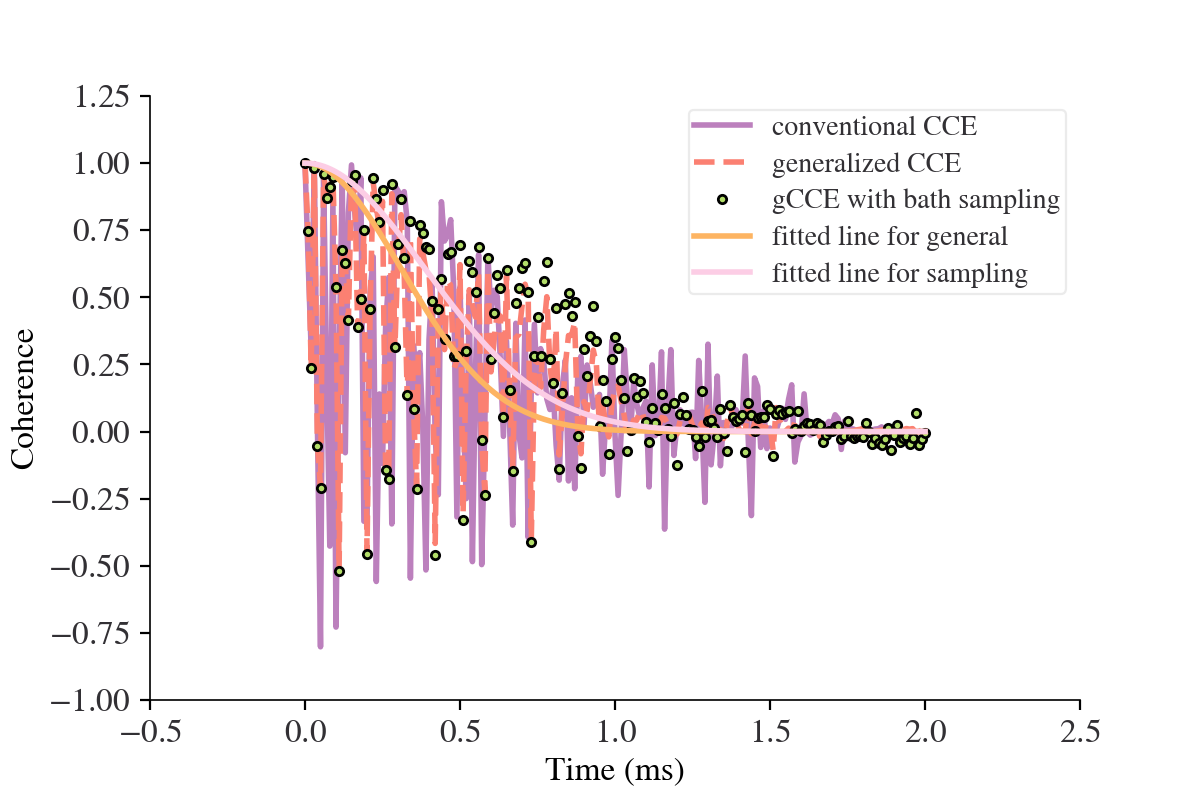 1.25
1.00
0.75
0.50
0.25
0.00
−0.25
−0.50
−0.75
−1.00
Coherence
−0.5
0.0
0.5
1.0
1.5
2.0
2.5
Time (ms)
conventional CCE
generalized CCE
gCCE with bath sampling
fitted line for general
fitted line for sampling